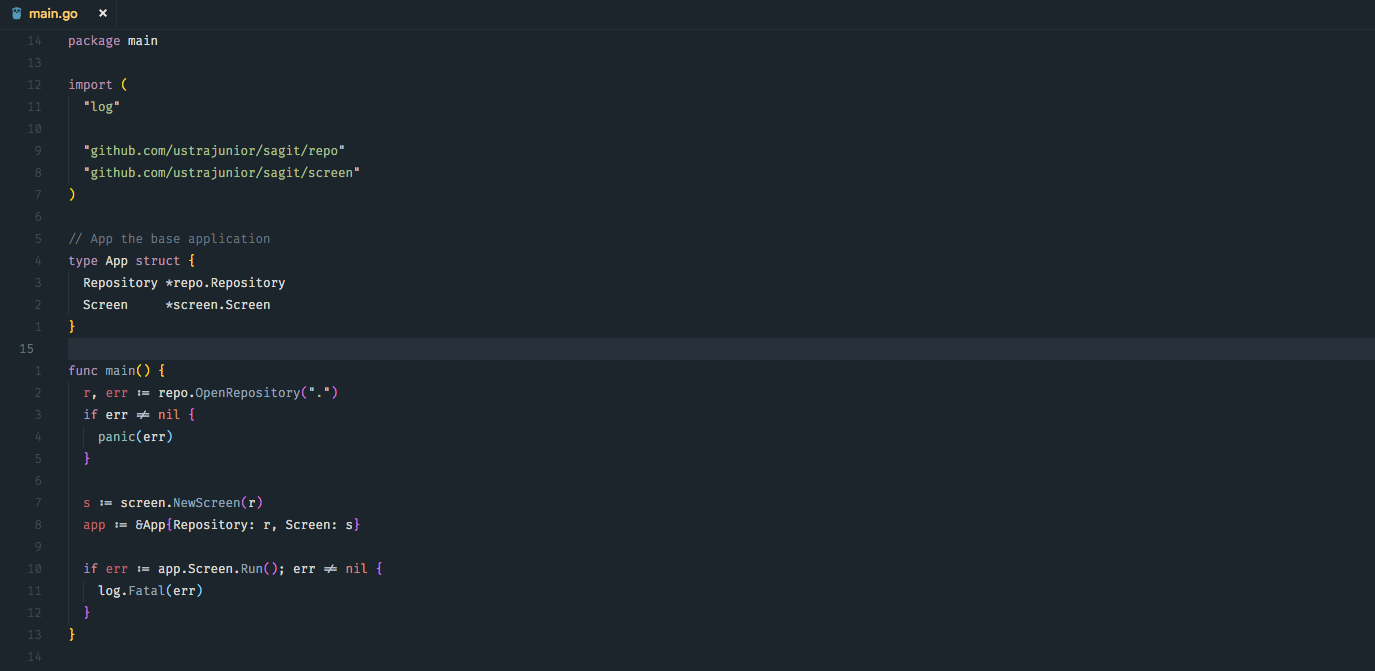 main.go ×
14 package main
13
12 import (
11 "log"
10
9 "github.com/ustrajunior/sagit/repo"
8 "github.com/ustrajunior/sagit/screen"
7 )
6
5 // App the base application
4 type App struct {
3 Repository *repo.Repository
2 Screen *screen.Screen
1 }
15
1 func main() {
2 r, err := repo.OpenRepository(".")
3 if err != nil {
4 panic(err)
5 }
6
7 s := screen.NewScreen(r)
8 app := &App{Repository: r, Screen: s}
9
10 if err := app.Screen.Run(); err != nil {
11 log.Fatal(err)
12 }
13 }
14